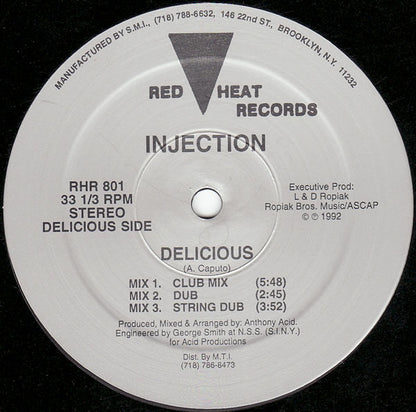 MANUFACTURED BY S.M.I., (718) 788-6632, 146 22nd ST., BROOKLYN, N.Y. 11232
RED HEAT
RECORDS
INJECTION
RHR 801
33 1/3 RPM
STEREO
DELICIOUS SIDE
Executive Prod:
L & D Ropiak
Ropiak Bros. Music/ASCAP
© ℗ 1992
DELICIOUS
(A. Caputo)
MIX 1. CLUB MIX (5:48)
MIX 2. DUB (2:45)
MIX 3. STRING DUB (3:52)
Produced, Mixed & Arranged by: Anthony Acid.
Engineered by George Smith at N.S.S. (S.I.N.Y.)
for Acid Productions
Dist. By M.T.I.
(718) 786-8473